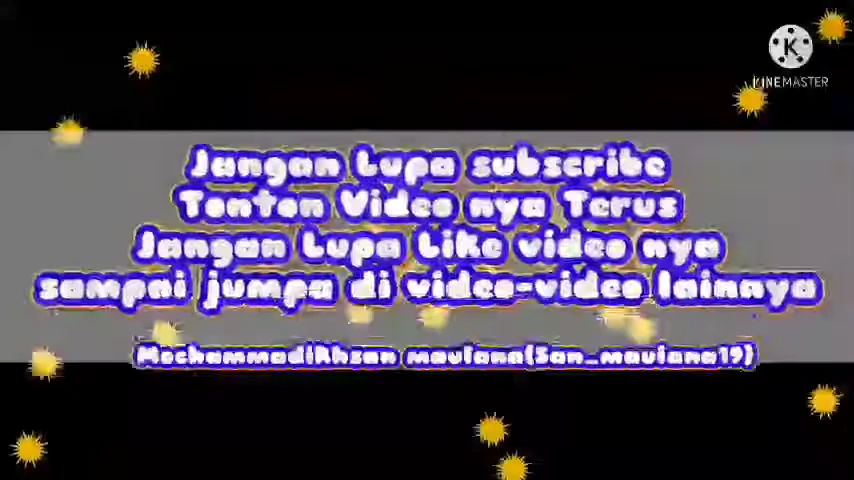 KINEMASTER
Jangan Lupa subscribe
Tonton Video nya Terus
Jangan Lupa Like video nya
sampai jumpa di video-video lainnya
Mochammadikhsan maulana(San_maulana19)